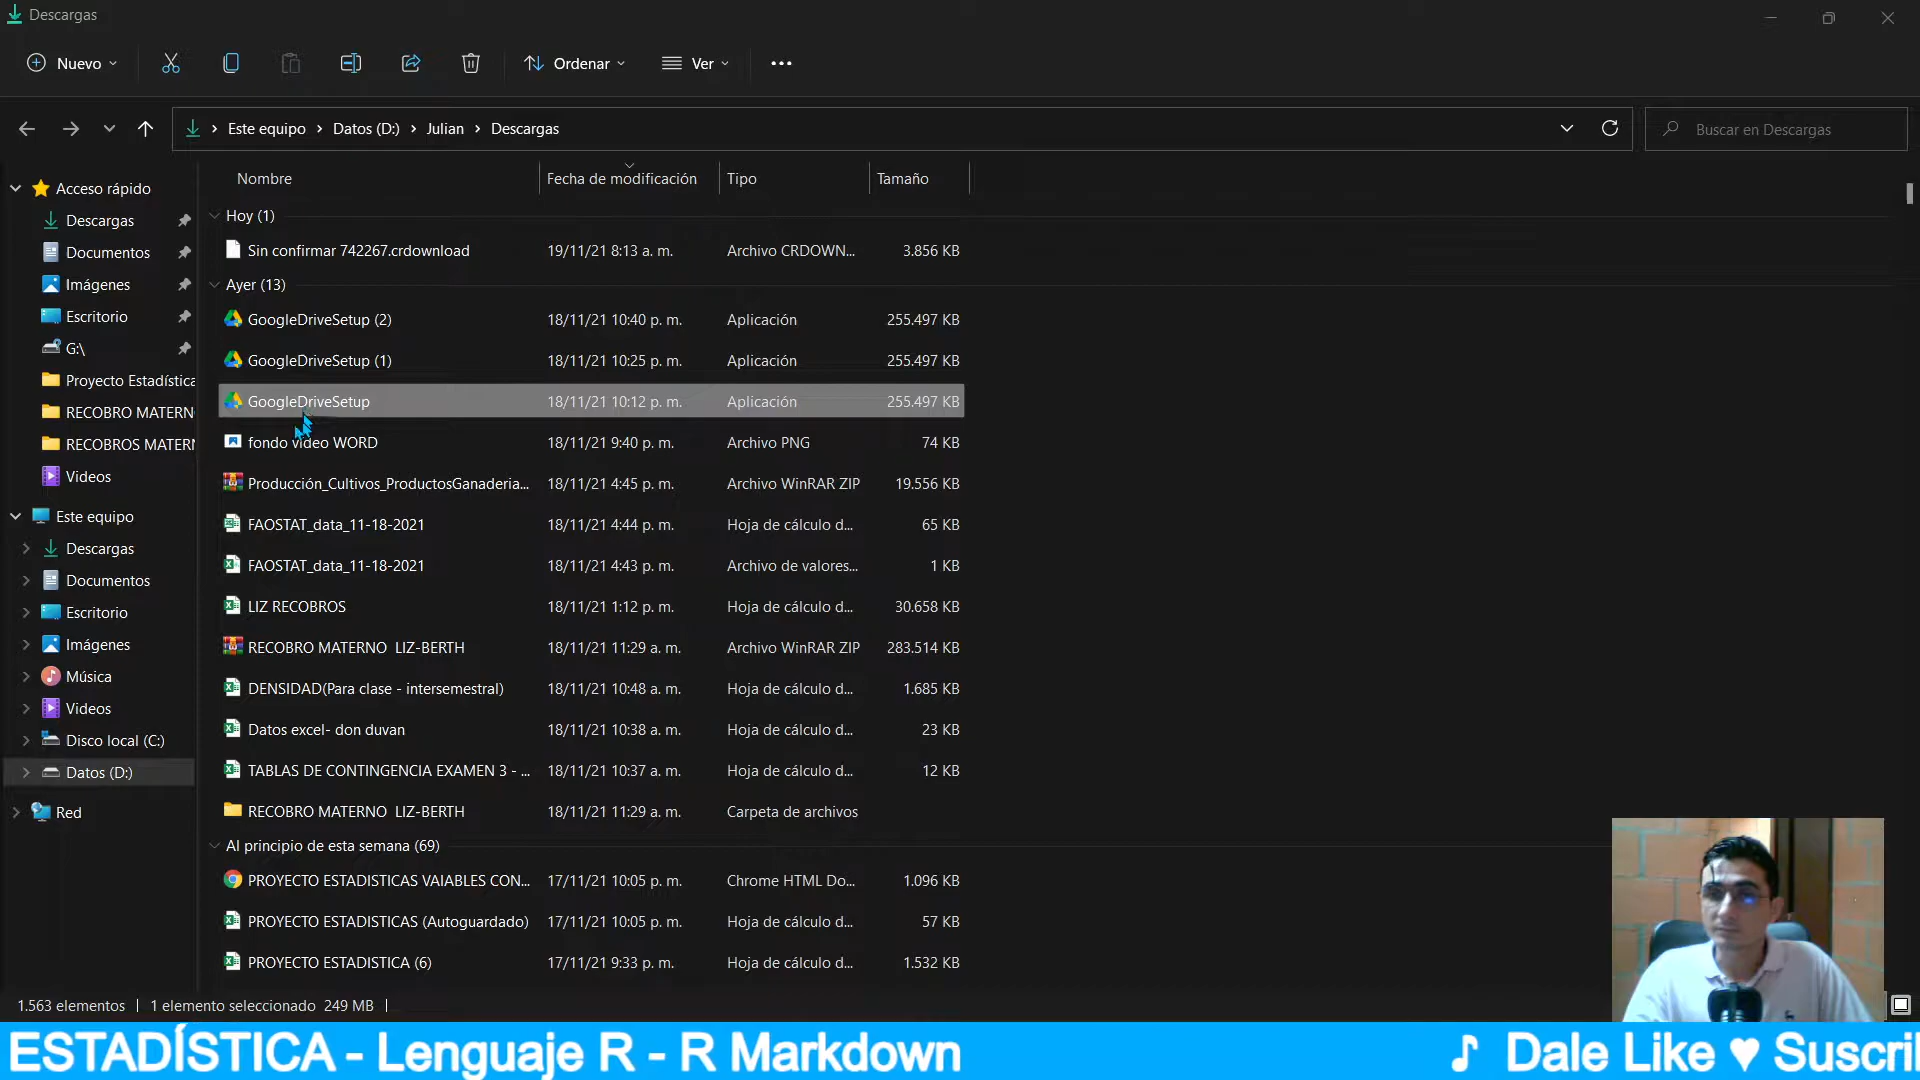 Descargas
Nuevo
Ordenar
Ver
Este equipo > Datos (D:) > Julian > Descargas
Buscar en Descargas
Nombre Fecha de modificación Tipo Tamaño
Acceso rápido
Descargas
Documentos
Imágenes
Escritorio
G:\
Proyecto Estadística
RECOBRO MATERN
RECOBROS MATERN
Videos
Este equipo
Descargas
Documentos
Escritorio
Imágenes
Música
Videos
Disco local (C:)
Datos (D:)
Red
Hoy (1)
Sin confirmar 742267.crdownload 19/11/21 8:13 a. m. Archivo CRDOWN... 3.856 KB
Ayer (13)
GoogleDriveSetup (2) 18/11/21 10:40 p. m. Aplicación 255.497 KB
GoogleDriveSetup (1) 18/11/21 10:25 p. m. Aplicación 255.497 KB
GoogleDriveSetup 18/11/21 10:12 p. m. Aplicación 255.497 KB
fondo video WORD 18/11/21 9:40 p. m. Archivo PNG 74 KB
Producción_Cultivos_ProductosGanaderia... 18/11/21 4:45 p. m. Archivo WinRAR ZIP 19.556 KB
FAOSTAT_data_11-18-2021 18/11/21 4:44 p. m. Hoja de cálculo d... 65 KB
FAOSTAT_data_11-18-2021 18/11/21 4:43 p. m. Archivo de valores... 1 KB
LIZ RECOBROS 18/11/21 1:12 p. m. Hoja de cálculo d... 30.658 KB
RECOBRO MATERNO LIZ-BERTH 18/11/21 11:29 a. m. Archivo WinRAR ZIP 283.514 KB
DENSIDAD(Para clase - intersemestral) 18/11/21 10:48 a. m. Hoja de cálculo d... 1.685 KB
Datos excel- don duvan 18/11/21 10:38 a. m. Hoja de cálculo d... 23 KB
TABLAS DE CONTINGENCIA EXAMEN 3 - ... 18/11/21 10:37 a. m. Hoja de cálculo d... 12 KB
RECOBRO MATERNO LIZ-BERTH 18/11/21 11:29 a. m. Carpeta de archivos
Al principio de esta semana (69)
PROYECTO ESTADISTICAS VAIABLES CON... 17/11/21 10:05 p. m. Chrome HTML Do... 1.096 KB
PROYECTO ESTADISTICAS (Autoguardado) 17/11/21 10:05 p. m. Hoja de cálculo d... 57 KB
PROYECTO ESTADISTICA (6) 17/11/21 9:33 p. m. Hoja de cálculo d... 1.532 KB
1.563 elementos | 1 elemento seleccionado 249 MB |
ESTADÍSTICA - Lenguaje R - R Markdown ♪ Dale Like ♥ Suscri